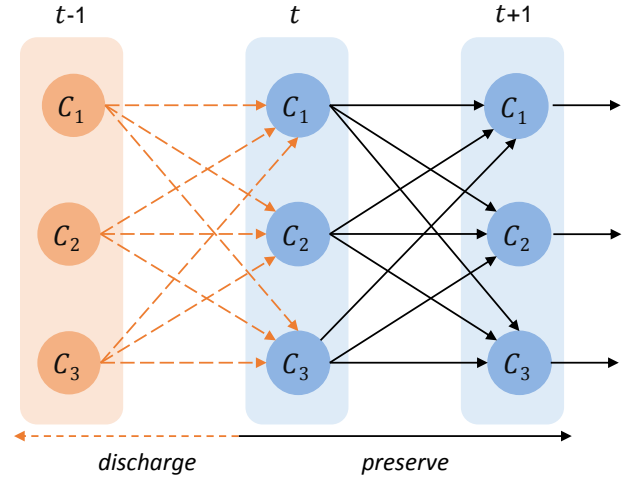 t-1 t t+1
C₁ C₁ C₁
C₂ C₂ C₂
C₃ C₃ C₃
discharge preserve